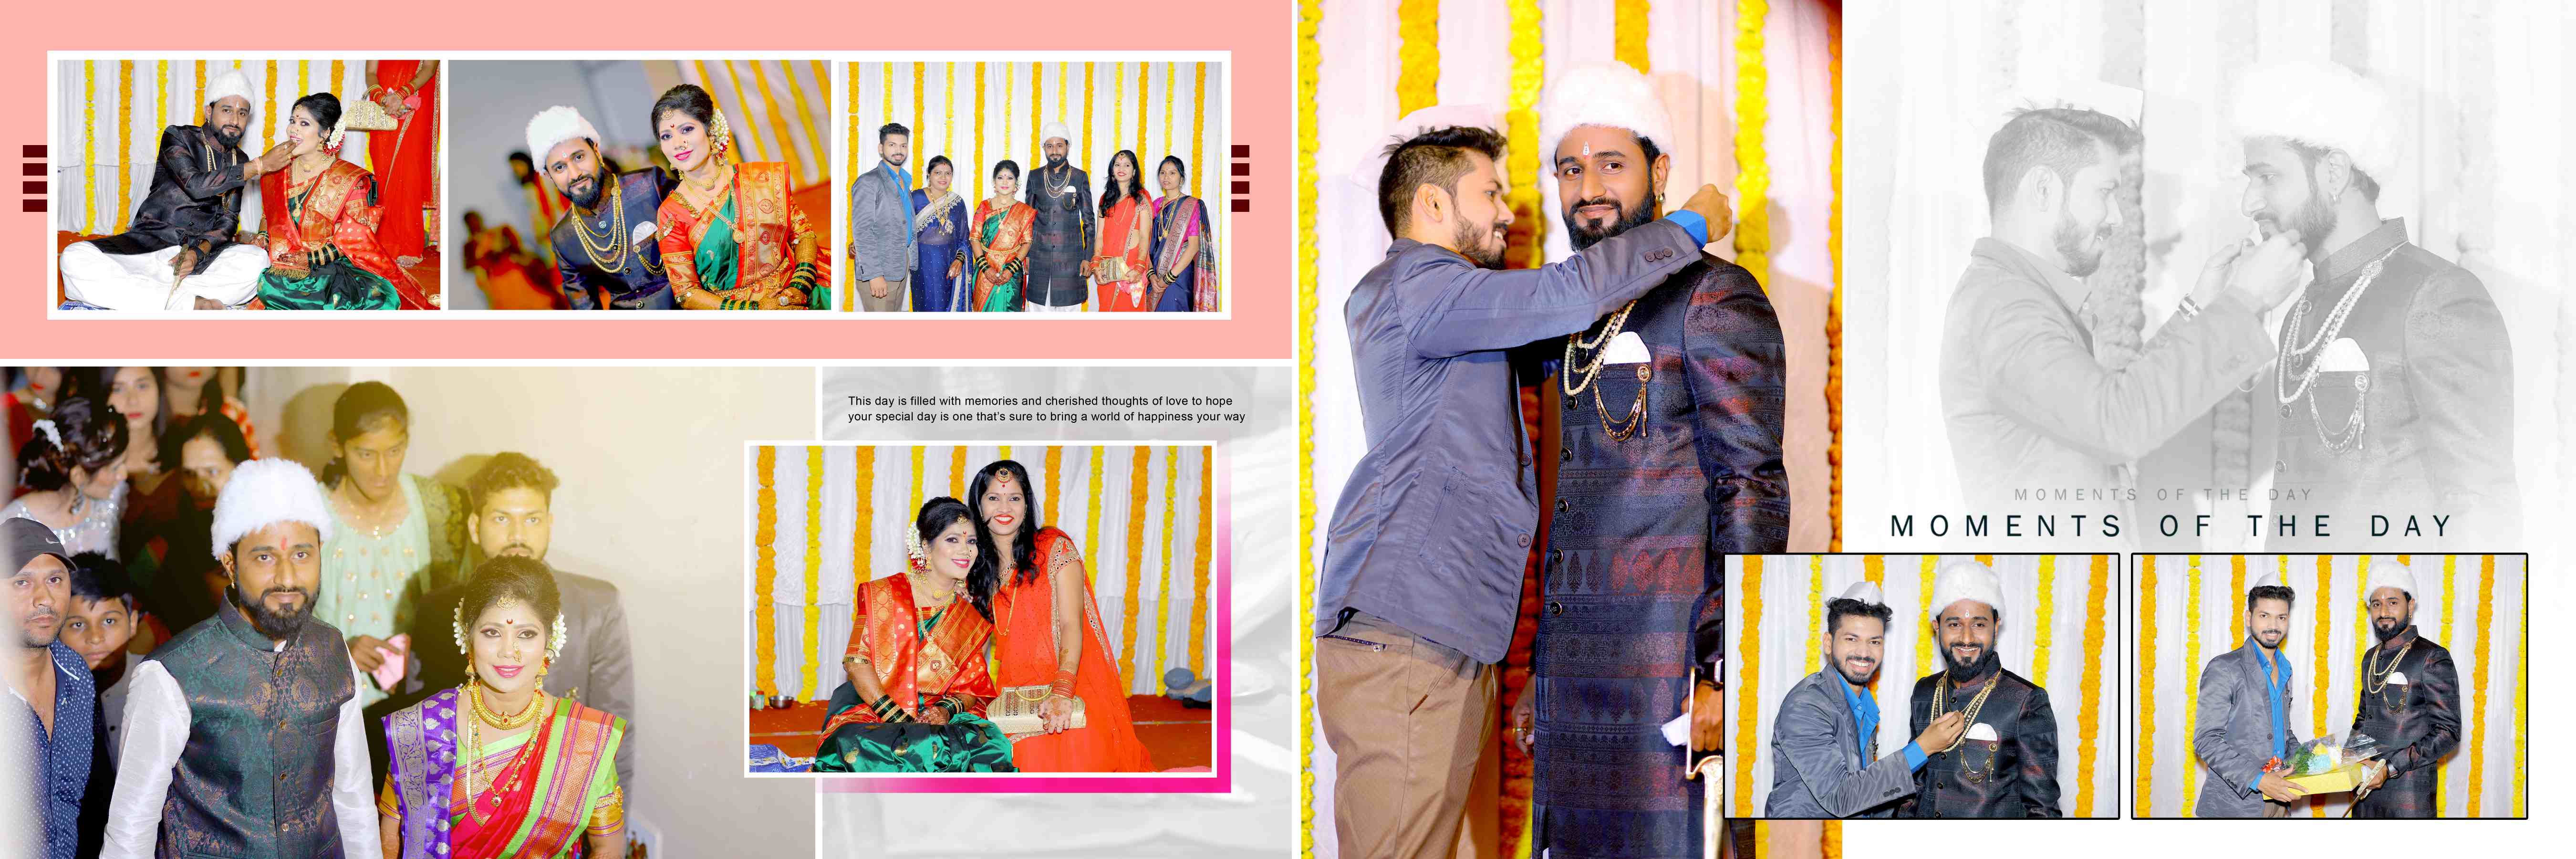 This day is filled with memories and cherished thoughts of love to hope
your special day is one that's sure to bring a world of happiness your way
MOMENTS OF THE DAY
MOMENTS OF THE DAY